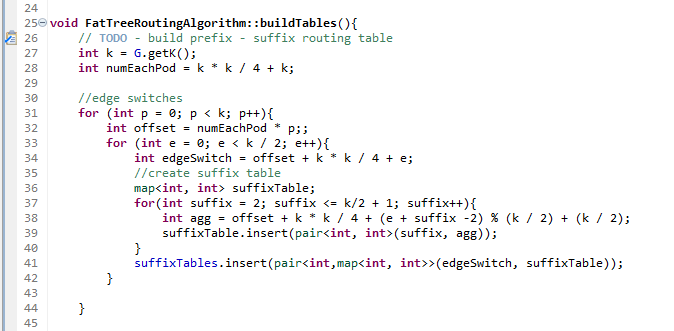 24
25 void FatTreeRoutingAlgorithm::buildTables(){
26     // TODO - build prefix - suffix routing table
27     int k = G.getK();
28     int numEachPod = k * k / 4 + k;
29
30     //edge switches
31     for (int p = 0; p < k; p++){
32         int offset = numEachPod * p;;
33         for (int e = 0; e < k / 2; e++){
34             int edgeSwitch = offset + k * k / 4 + e;
35             //create suffix table
36             map<int, int> suffixTable;
37             for(int suffix = 2; suffix <= k/2 + 1; suffix++){
38                 int agg = offset + k * k / 4 + (e + suffix -2) % (k / 2) + (k / 2);
39                 suffixTable.insert(pair<int, int>(suffix, agg));
40             }
41             suffixTables.insert(pair<int,map<int, int>>(edgeSwitch, suffixTable));
42         }
43
44     }
45